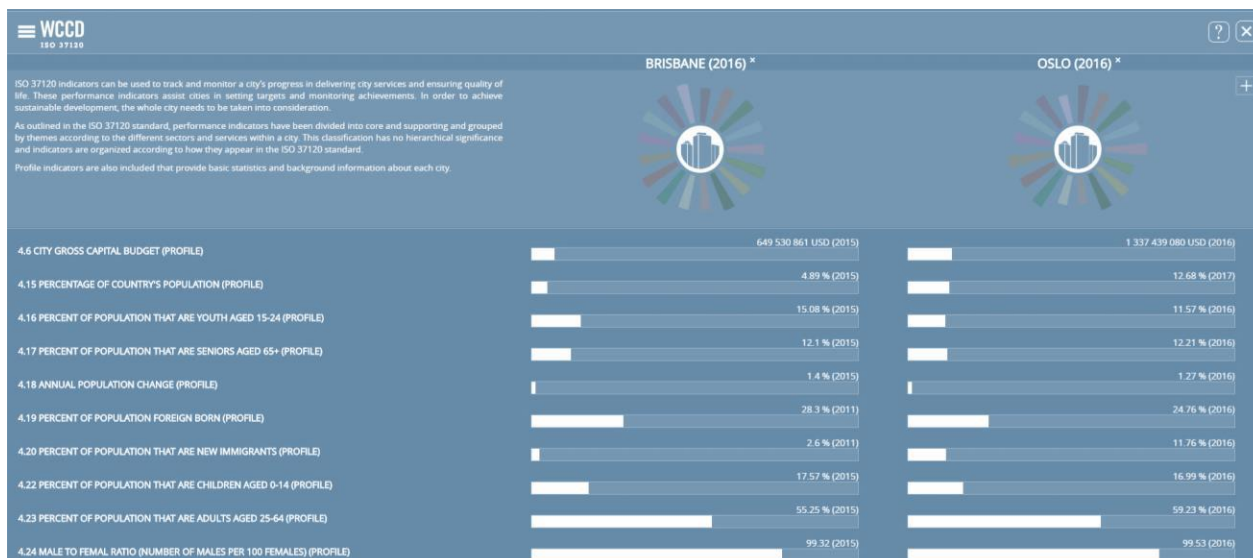 WCCD
ISO 37120
?
BRISBANE (2016) ×
OSLO (2016) ×
ISO 37120 indicators can be used to track and monitor a city's progress in delivering city services and ensuring quality of
life. These performance indicators assist cities in setting targets and monitoring achievements. In order to achieve
sustainable development, the whole city needs to be taken into consideration.
As outlined in the ISO 37120 standard, performance indicators have been divided into core and supporting and grouped
by themes according to the different sectors and services within a city. This classification has no hierarchical significance
and indicators are organized according to how they appear in the ISO 37120 standard.
Profile indicators are also included that provide basic statistics and background information about each city.
4.6 CITY GROSS CAPITAL BUDGET (PROFILE)
649 530 861 USD (2015)
1 337 439 080 USD (2016)
4.15 PERCENTAGE OF COUNTRY'S POPULATION (PROFILE)
4.89 % (2015)
12.68 % (2017)
4.16 PERCENT OF POPULATION THAT ARE YOUTH AGED 15-24 (PROFILE)
15.08 % (2015)
11.57 % (2016)
4.17 PERCENT OF POPULATION THAT ARE SENIORS AGED 65+ (PROFILE)
12.1 % (2015)
12.21 % (2016)
4.18 ANNUAL POPULATION CHANGE (PROFILE)
1.4 % (2015)
1.27 % (2016)
4.19 PERCENT OF POPULATION FOREIGN BORN (PROFILE)
28.3 % (2011)
24.76 % (2016)
4.20 PERCENT OF POPULATION THAT ARE NEW IMMIGRANTS (PROFILE)
2.6 % (2011)
11.76 % (2016)
4.22 PERCENT OF POPULATION THAT ARE CHILDREN AGED 0-14 (PROFILE)
17.57 % (2015)
16.99 % (2016)
4.23 PERCENT OF POPULATION THAT ARE ADULTS AGED 25-64 (PROFILE)
55.25 % (2015)
59.23 % (2016)
4.24 MALE TO FEMAL RATIO (NUMBER OF MALES PER 100 FEMALES) (PROFILE)
99.32 (2015)
99.53 (2016)